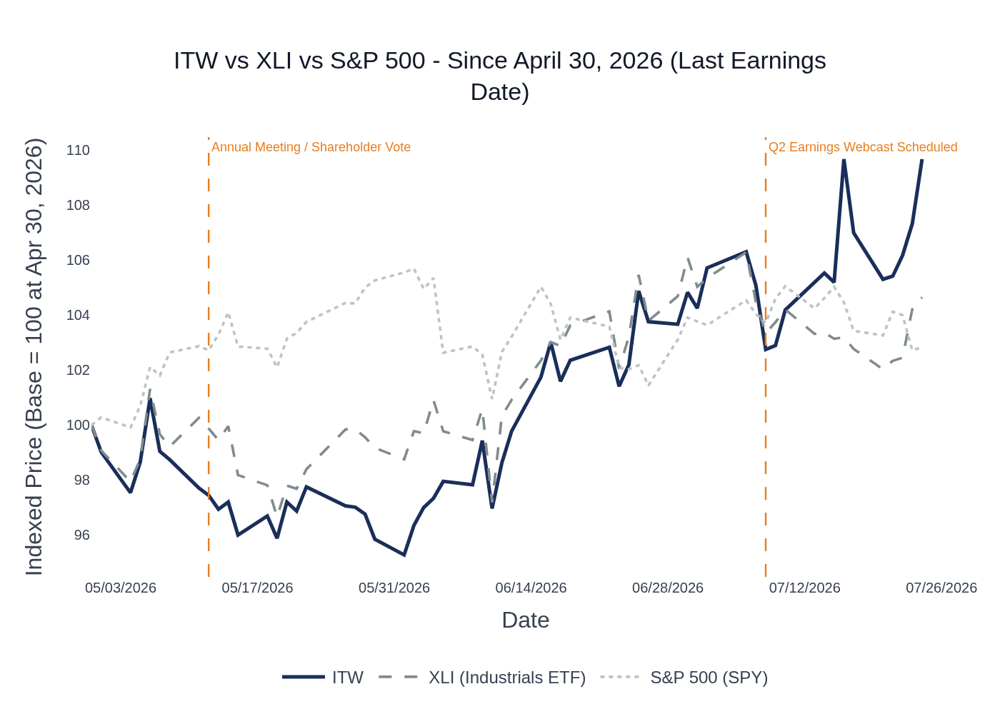 ITW vs XLI vs S&P 500 - Since April 30, 2026 (Last Earnings
Date)
Indexed Price (Base = 100 at Apr 30, 2026)
110
108
106
104
102
100
98
96
Annual Meeting / Shareholder Vote
Q2 Earnings Webcast Scheduled
05/03/2026
05/17/2026
05/31/2026
06/14/2026
06/28/2026
07/12/2026
07/26/2026
Date
ITW
XLI (Industrials ETF)
S&P 500 (SPY)